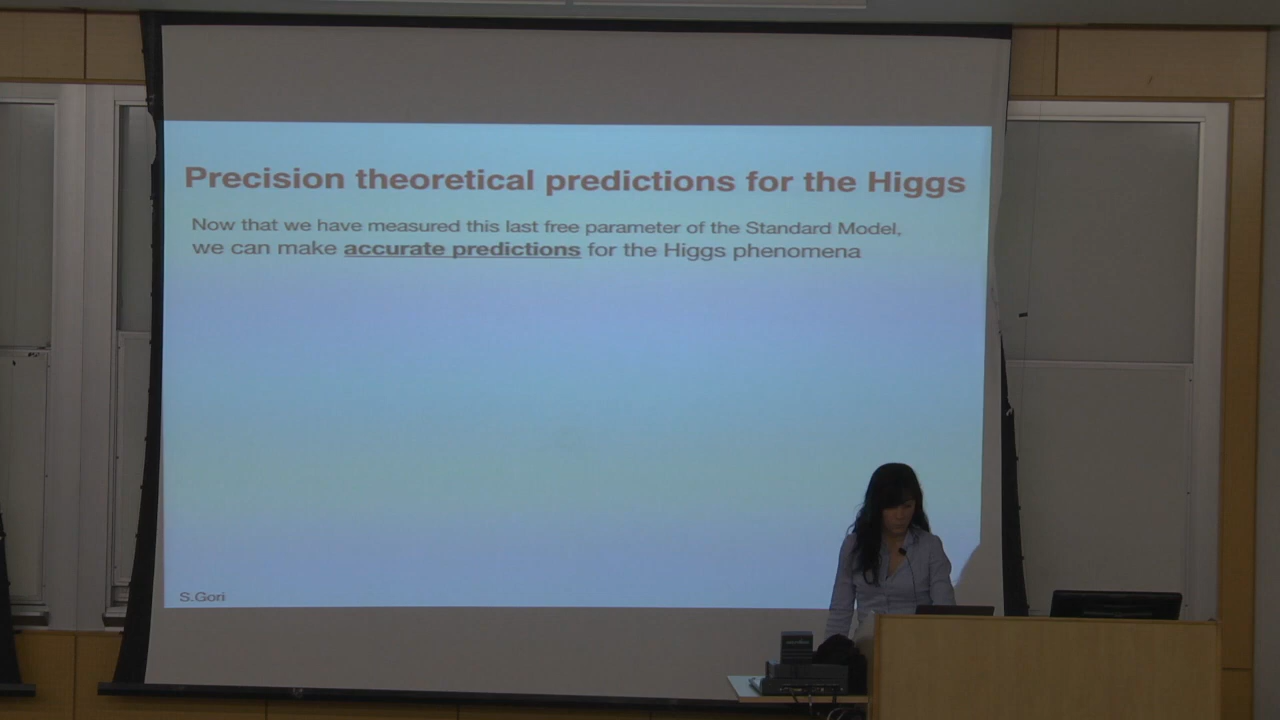 Precision theoretical predictions for the Higgs
Now that we have measured this last free parameter of the Standard Model,
we can make accurate predictions for the Higgs phenomena
S.Gori